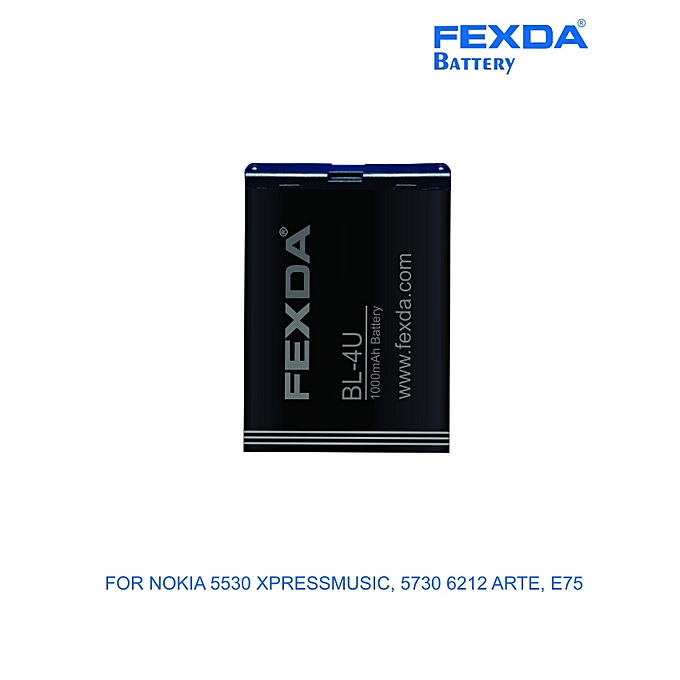 FEXDA®
BATTERY
FEXDA®
BL-4U
1000mAh Battery
www.fexda.com
FOR NOKIA 5530 XPRESSMUSIC, 5730 6212 ARTE, E75